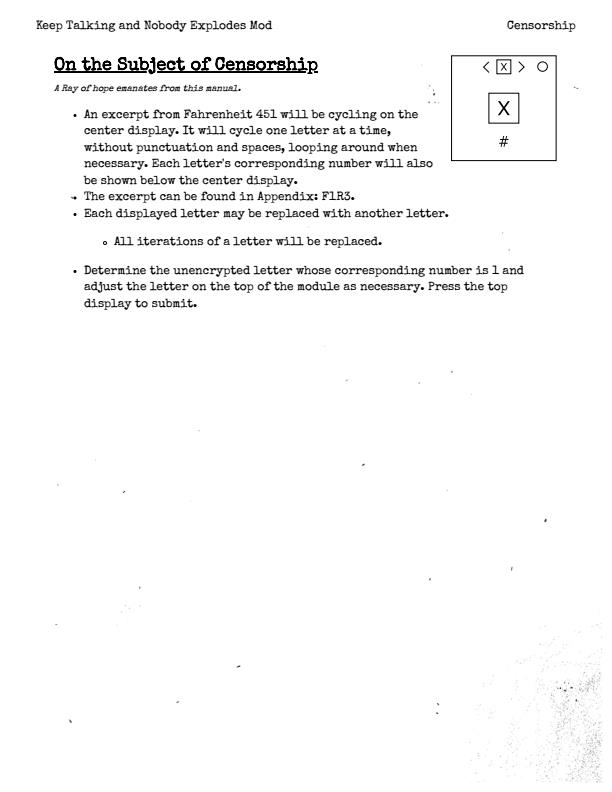 Keep Talking and Nobody Explodes Mod
Censorship
On the Subject of Censorship
A Ray of hope emanates from this manual.
• An excerpt from Fahrenheit 451 will be cycling on the
center display. It will cycle one letter at a time,
without punctuation and spaces, looping around when
necessary. Each letter's corresponding number will also
be shown below the center display.
• The excerpt can be found in Appendix: F1R3.
• Each displayed letter may be replaced with another letter.
All iterations of a letter will be replaced.
• Determine the unencrypted letter whose corresponding number is 1 and
adjust the letter on the top of the module as necessary. Press the top
display to submit.
< X >
X
#